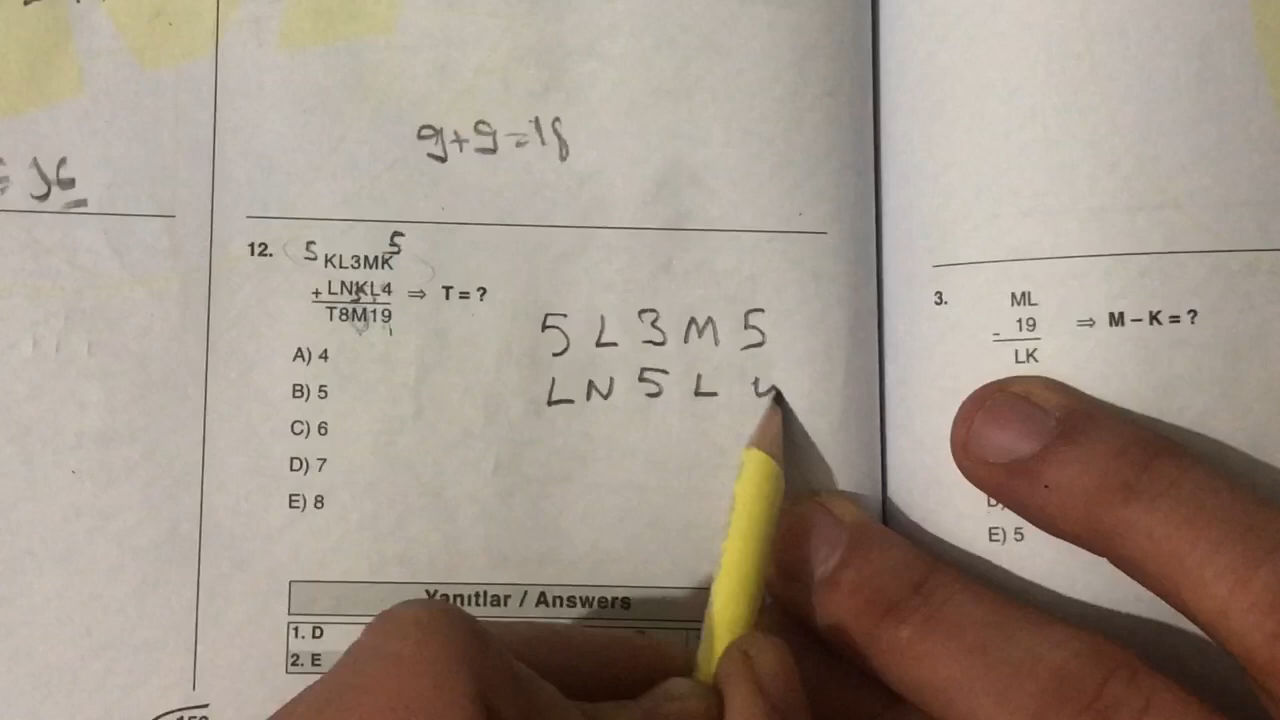 9+9=18
36
12.
5
5
KL3MK
+ LNKL4 ⇒ T = ?
T8M19
A) 4
B) 5
C) 6
D) 7
E) 8
5 L 3 M 5
L N 5 L 4
Yanıtlar / Answers
1. D
2. E
3.
ML
- 19 ⇒ M – K = ?
LK
E) 5